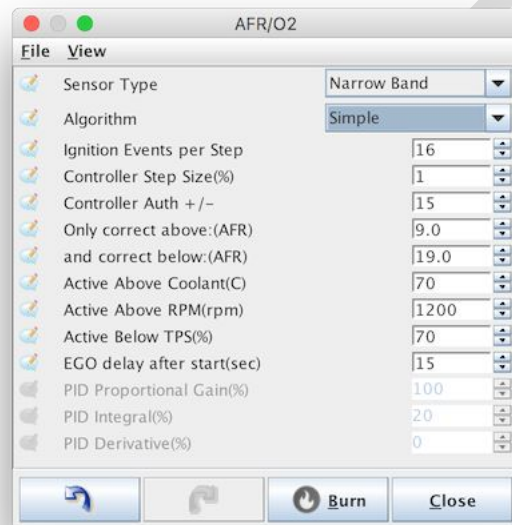 AFR/O2
File View
Sensor Type Narrow Band
Algorithm Simple
Ignition Events per Step 16
Controller Step Size(%) 1
Controller Auth +/- 15
Only correct above:(AFR) 9.0
and correct below:(AFR) 19.0
Active Above Coolant(C) 70
Active Above RPM(rpm) 1200
Active Below TPS(%) 70
EGO delay after start(sec) 15
PID Proportional Gain(%) 100
PID Integral(%) 20
PID Derivative(%) 0
Burn Close